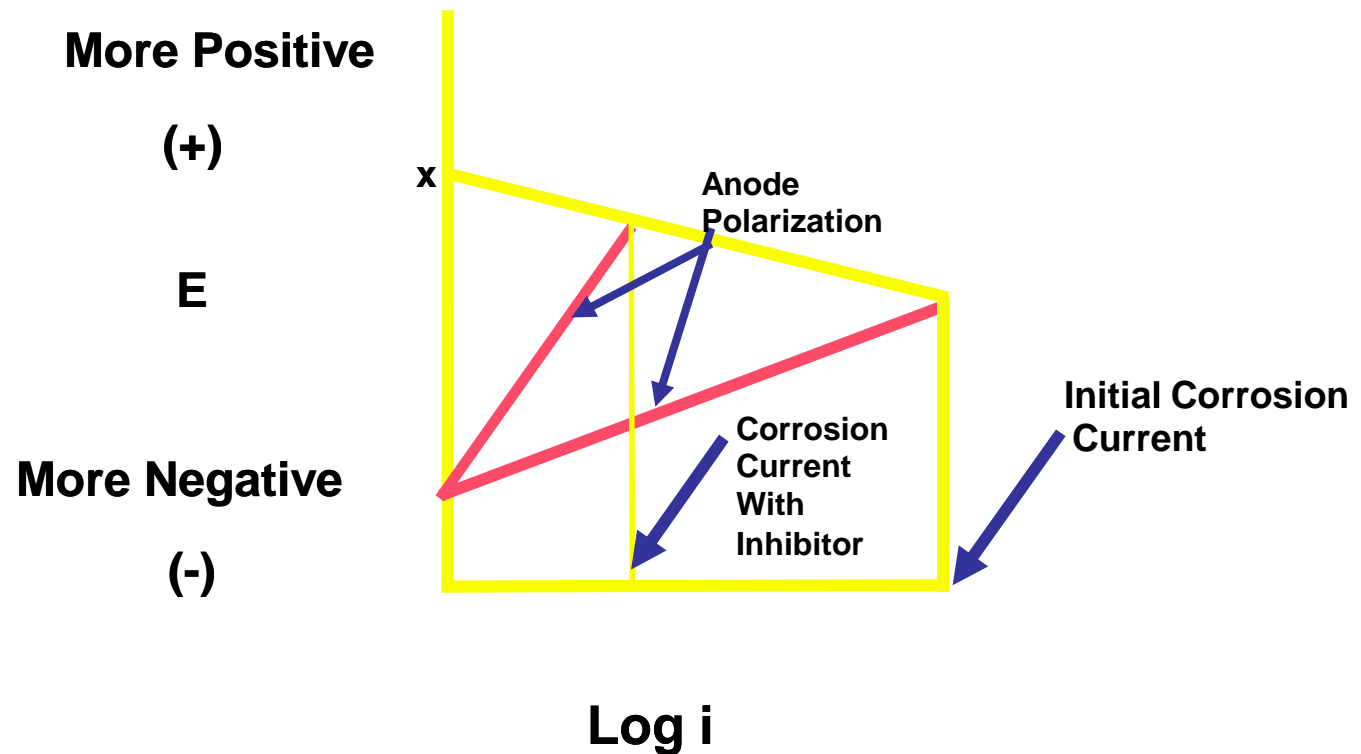 More Positive
(+)
x
Anode
Polarization
E
Initial Corrosion
Current
Corrosion
Current
With
Inhibitor
More Negative
(-)
Log i